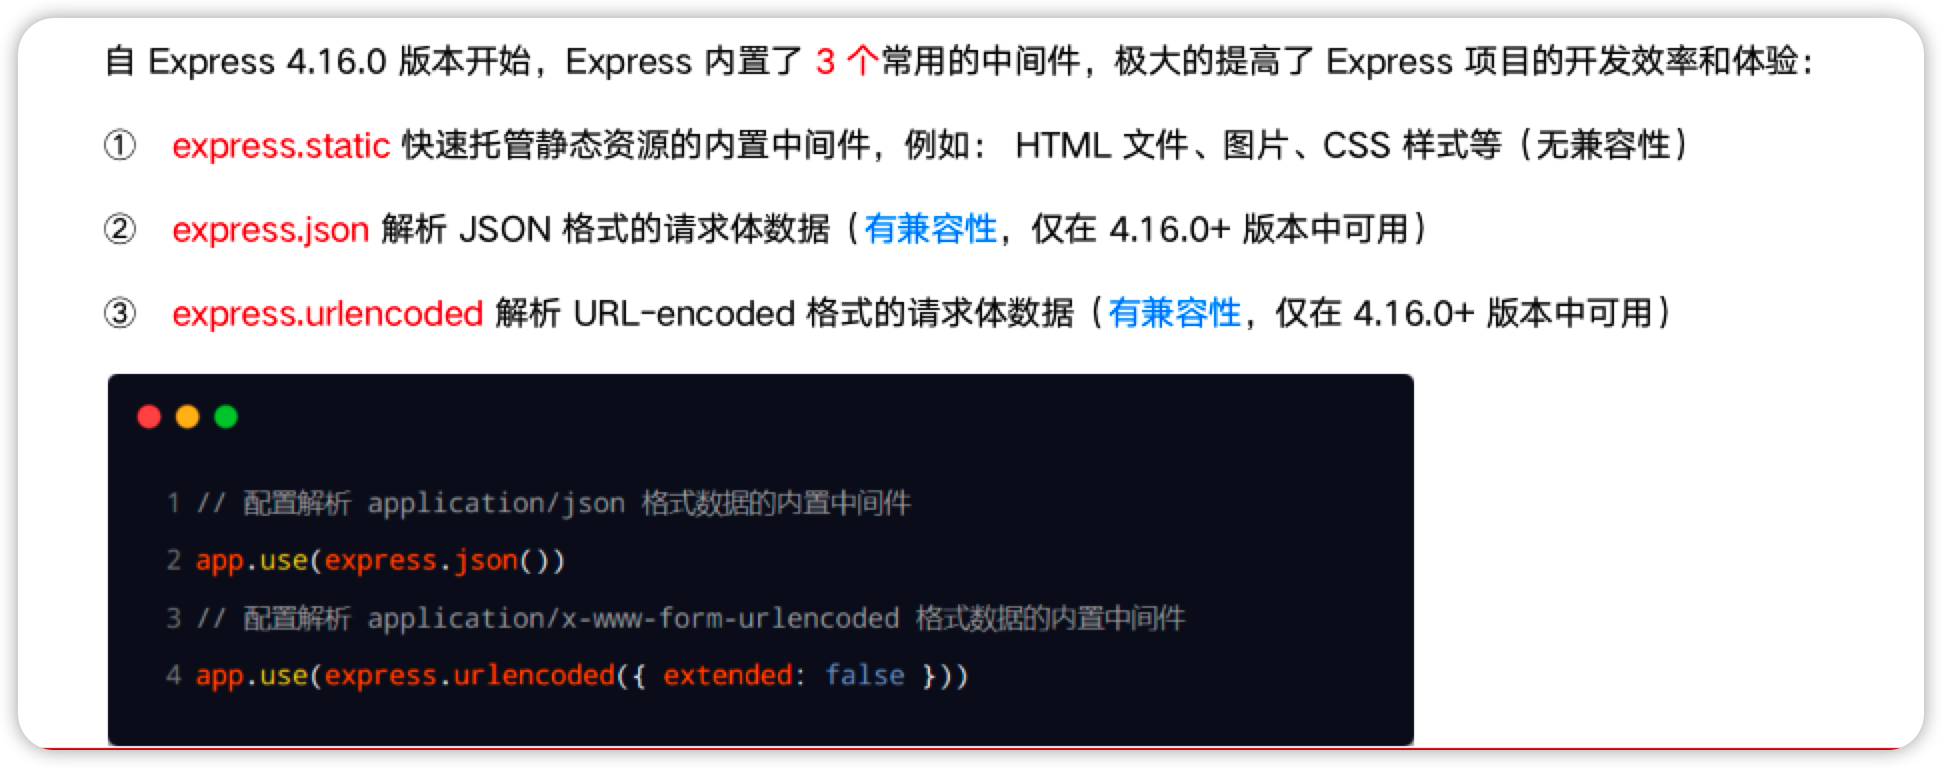 自 Express 4.16.0 版本开始，Express 内置了 3 个常用的中间件，极大的提高了 Express 项目的开发效率和体验：
① express.static 快速托管静态资源的内置中间件，例如： HTML 文件、图片、CSS 样式等（无兼容性）
② express.json 解析 JSON 格式的请求体数据（有兼容性，仅在 4.16.0+ 版本中可用）
③ express.urlencoded 解析 URL-encoded 格式的请求体数据（有兼容性，仅在 4.16.0+ 版本中可用）
1 // 配置解析 application/json 格式数据的内置中间件
2 app.use(express.json())
3 // 配置解析 application/x-www-form-urlencoded 格式数据的内置中间件
4 app.use(express.urlencoded({ extended: false }))